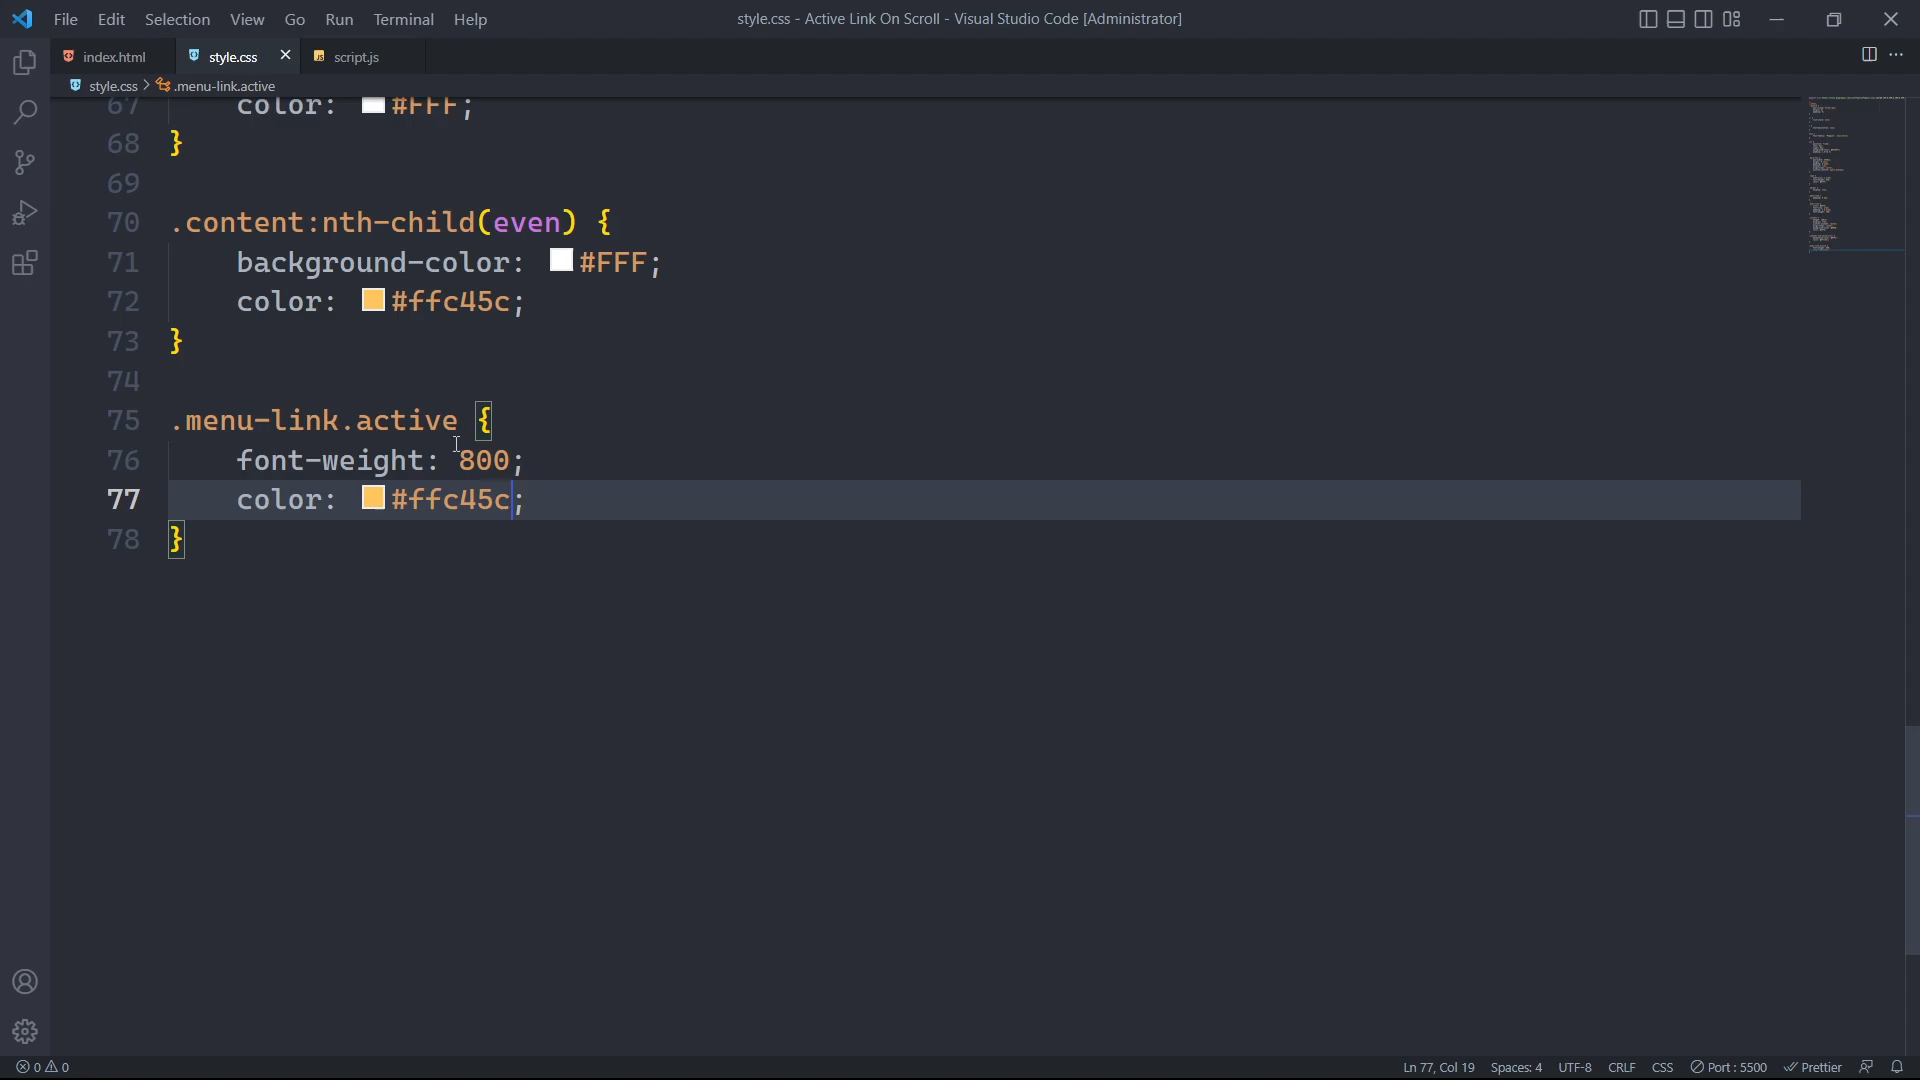 File Edit Selection View Go Run Terminal Help
style.css - Active Link On Scroll - Visual Studio Code [Administrator]
index.html style.css script.js
style.css > .menu-link.active
67 color: #FFF;
68 }
69
70 .content:nth-child(even) {
71 background-color: #FFF;
72 color: #ffc45c;
73 }
74
75 .menu-link.active {
76 font-weight: 800;
77 color: #ffc45c;
78 }
0 0
Ln 77, Col 19 Spaces: 4 UTF-8 CRLF CSS Port : 5500 Prettier